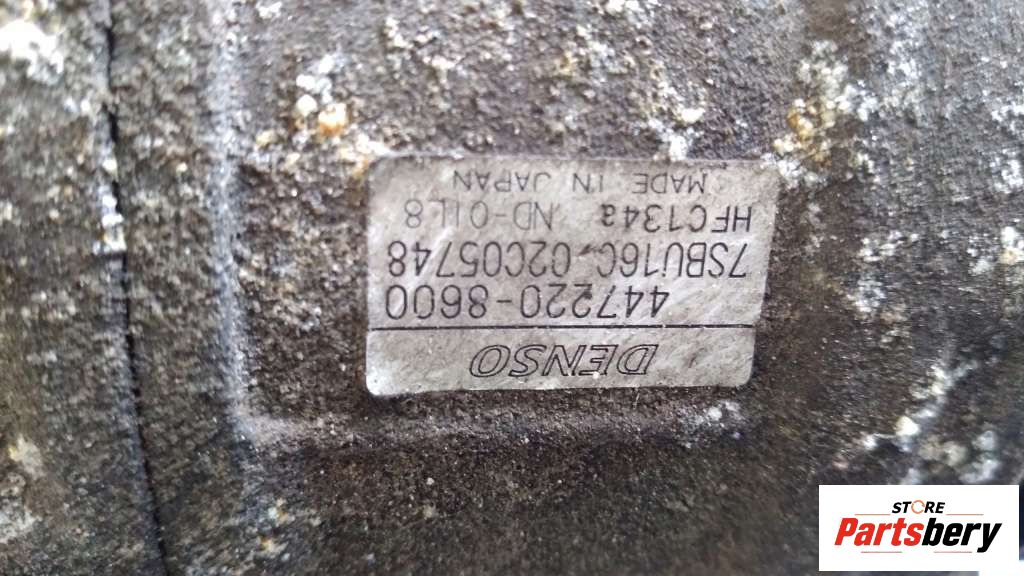 DENSO
447220-8600
7SBU16C 02C05748
HFC134a ND-OIL8
MADE IN JAPAN
STORE
Partsbery